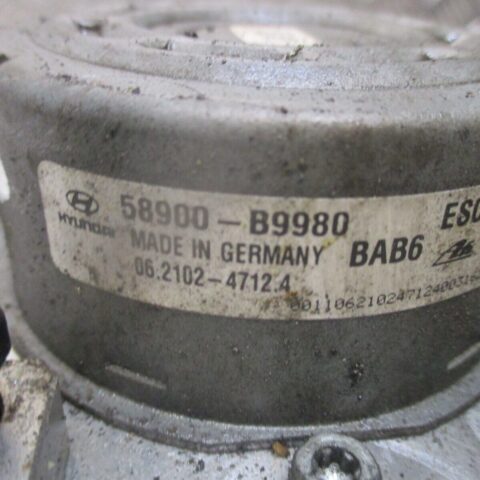 HYUNDAI 58900-B9980 ESC
MADE IN GERMANY BAB6
06.2102-4712.4